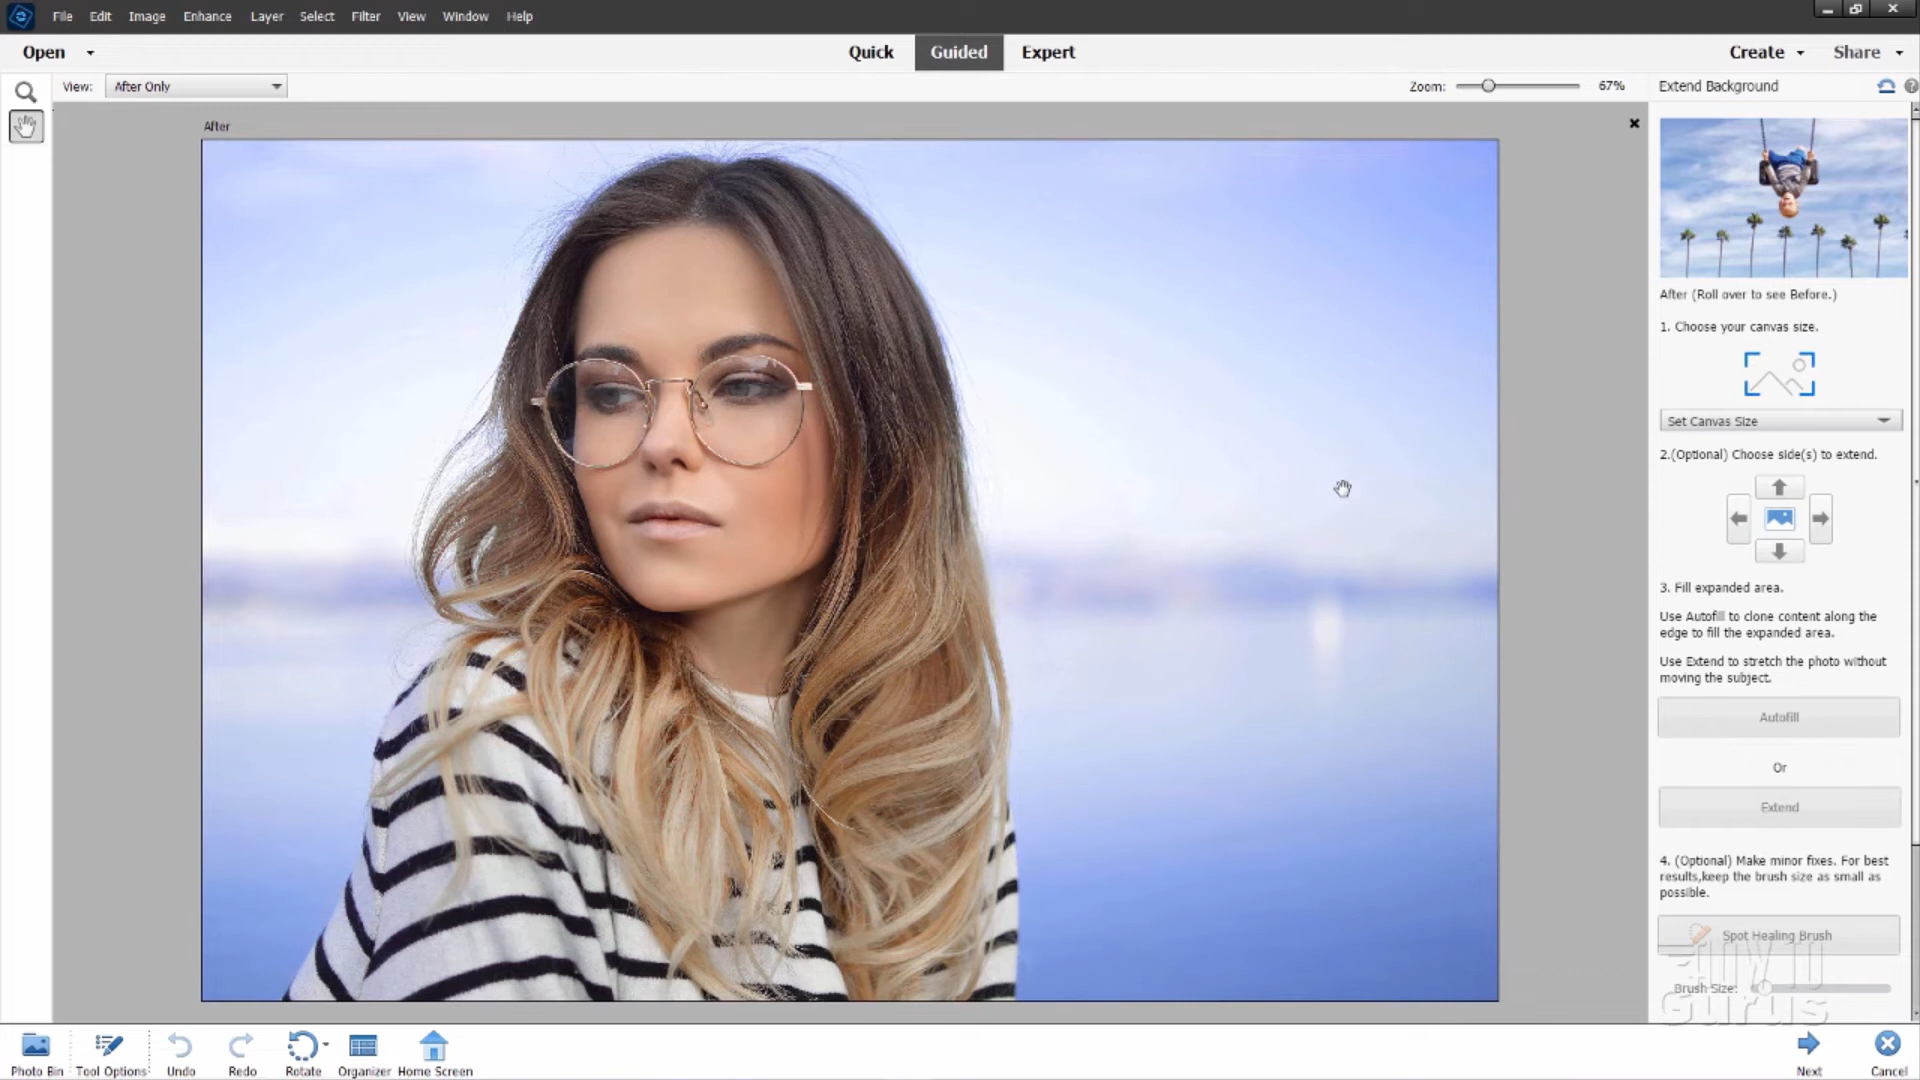 File Edit Image Enhance Layer Select Filter View Window Help
Open Quick Guided Expert Create Share
View: After Only Zoom: 67% Extend Background
After
After (Roll over to see Before.)
1. Choose your canvas size.
Set Canvas Size
2.(Optional) Choose side(s) to extend.
3. Fill expanded area.
Use Autofill to clone content along the
edge to fill the expanded area.
Use Extend to stretch the photo without
moving the subject.
Autofill
Or
Extend
4. (Optional) Make minor fixes. For best
results,keep the brush size as small as
possible.
Spot Healing Brush
Brush Size:
Gurus
Photo Bin Tool Options Undo Redo Rotate Organizer Home Screen Next Cancel